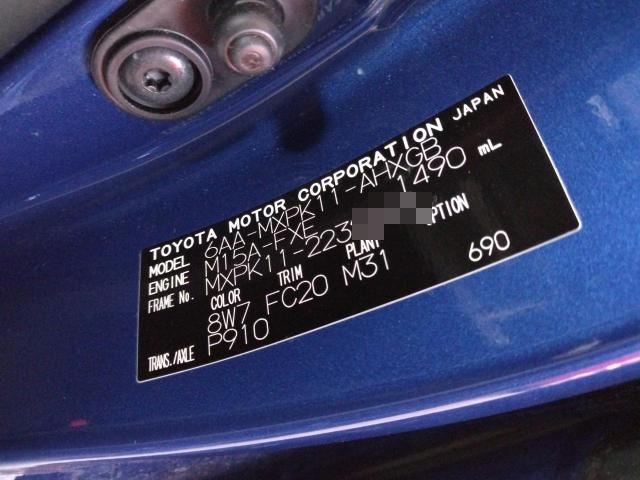 TOYOTA MOTOR CORPORATION JAPAN
MODEL 6AA-MXPK11-AHXGB
ENGINE M15A-FXE 1490 mL
FRAME No. MXPK11-223
COLOR TRIM PLANT
8W7 FC20 M31 690
TRANS./AXLE P910